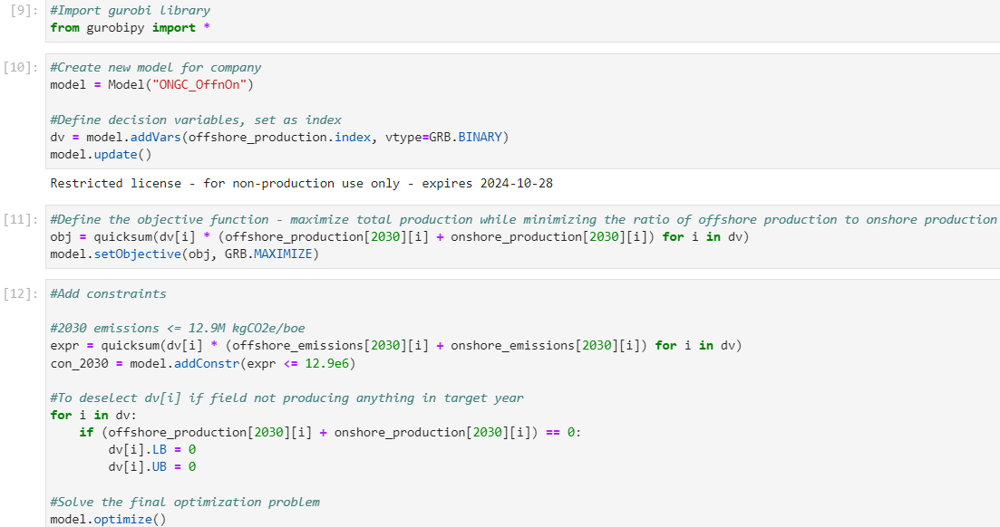 [9]: #Import gurobi library
from gurobipy import *
[10]: #Create new model for company
model = Model("ONGC_OffnOn")
#Define decision variables, set as index
dv = model.addVars(offshore_production.index, vtype=GRB.BINARY)
model.update()
Restricted license - for non-production use only - expires 2024-10-28
[11]: #Define the objective function - maximize total production while minimizing the ratio of offshore production to onshore production
obj = quicksum(dv[i] * (offshore_production[2030][i] + onshore_production[2030][i]) for i in dv)
model.setObjective(obj, GRB.MAXIMIZE)
[12]: #Add constraints
#2030 emissions <= 12.9M kgCO2e/boe
expr = quicksum(dv[i] * (offshore_emissions[2030][i] + onshore_emissions[2030][i]) for i in dv)
con_2030 = model.addConstr(expr <= 12.9e6)
#To deselect dv[i] if field not producing anything in target year
for i in dv:
    if (offshore_production[2030][i] + onshore_production[2030][i]) == 0:
        dv[i].LB = 0
        dv[i].UB = 0
#Solve the final optimization problem
model.optimize()